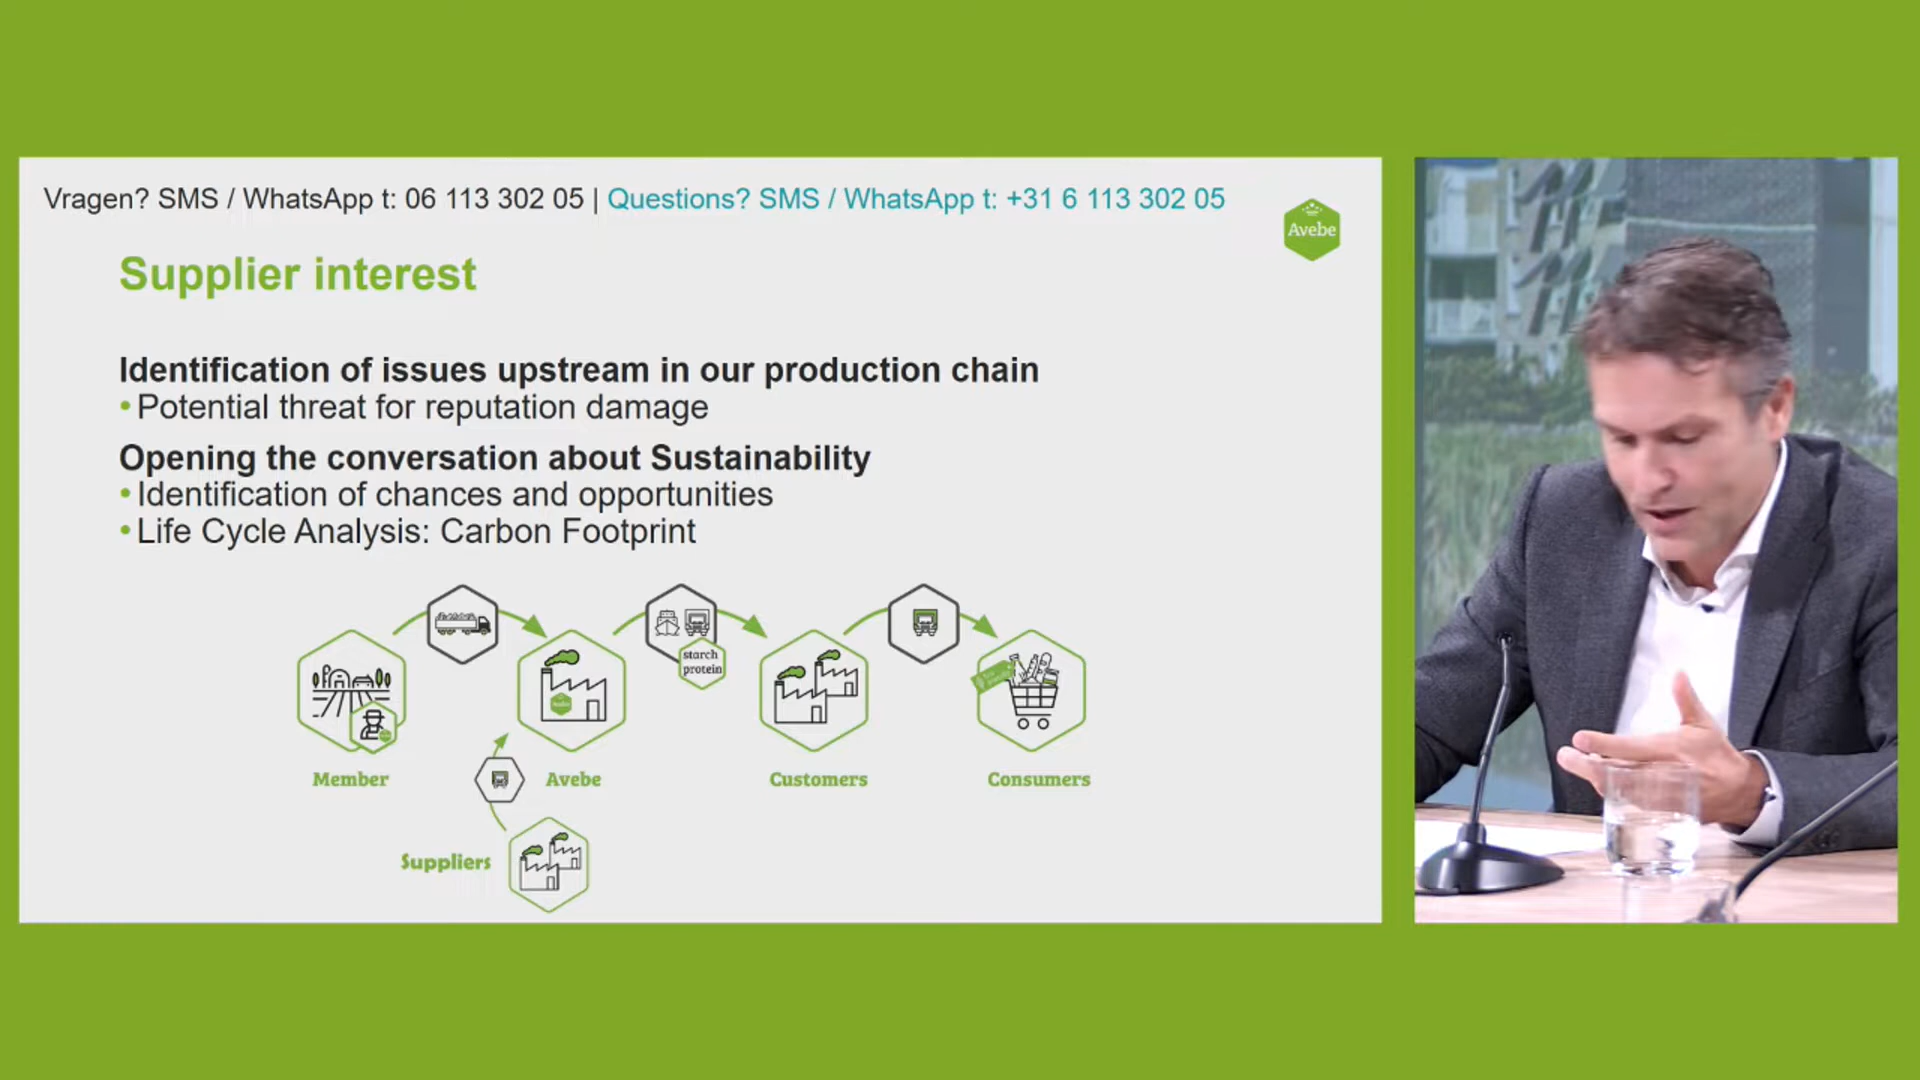 Vragen? SMS / WhatsApp t: 06 113 302 05 | Questions? SMS / WhatsApp t: +31 6 113 302 05
Avebe
Supplier interest
Identification of issues upstream in our production chain
• Potential threat for reputation damage
Opening the conversation about Sustainability
• Identification of chances and opportunities
• Life Cycle Analysis: Carbon Footprint
starch
protein
Member
Avebe
Customers
Consumers
Suppliers